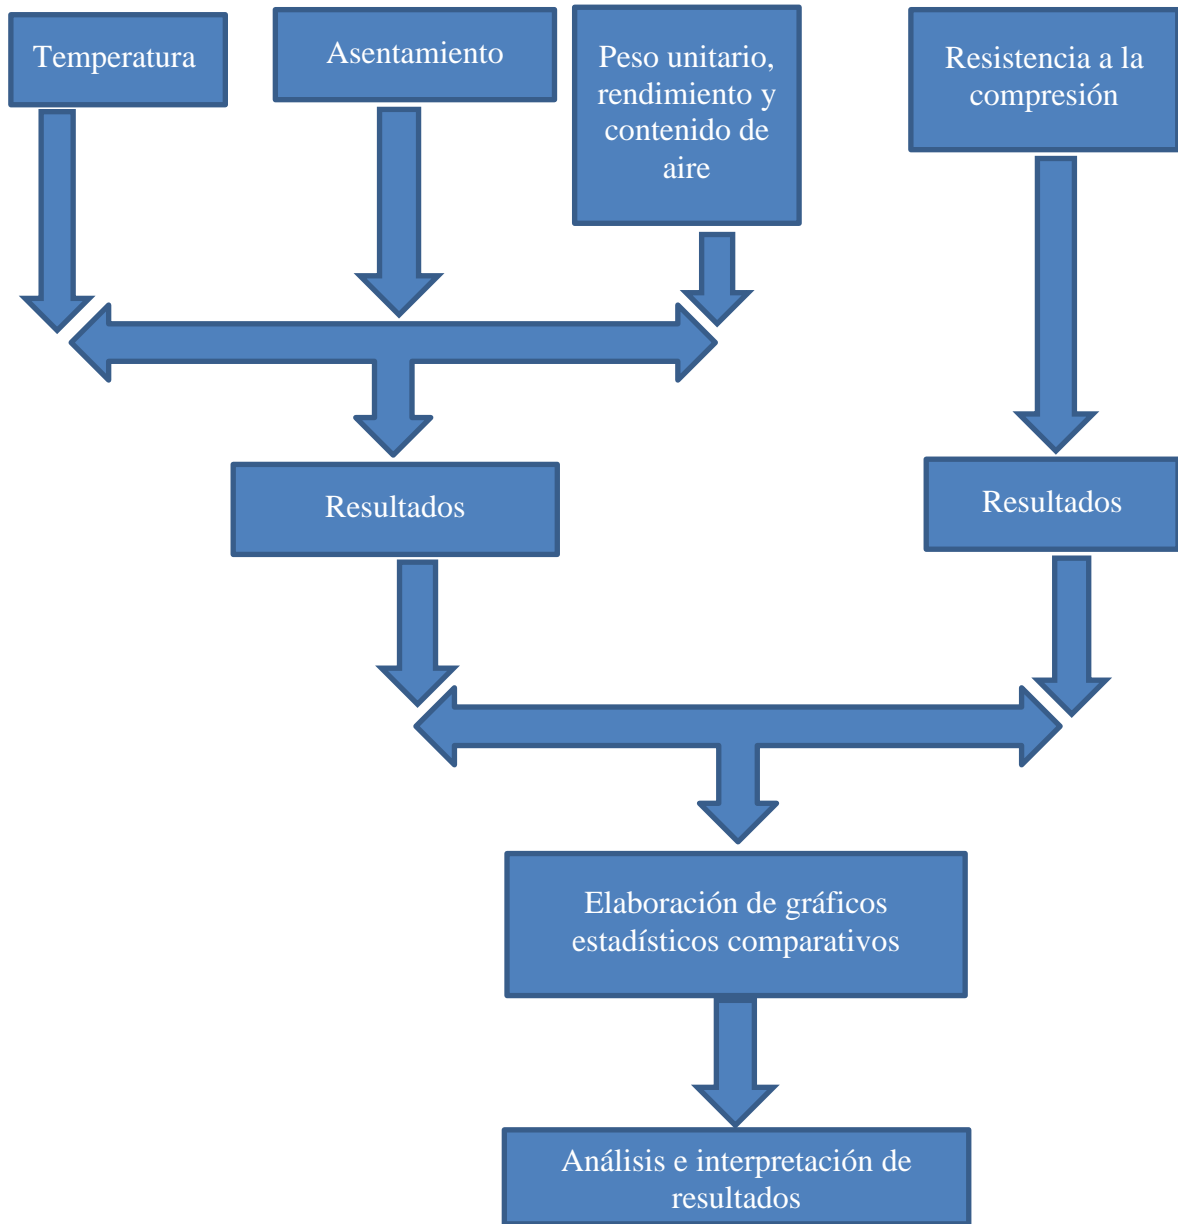 Temperatura
Asentamiento
Peso unitario,
rendimiento y
contenido de
aire
Resistencia a la
compresión
Resultados
Resultados
Elaboración de gráficos
estadísticos comparativos
Análisis e interpretación de
resultados